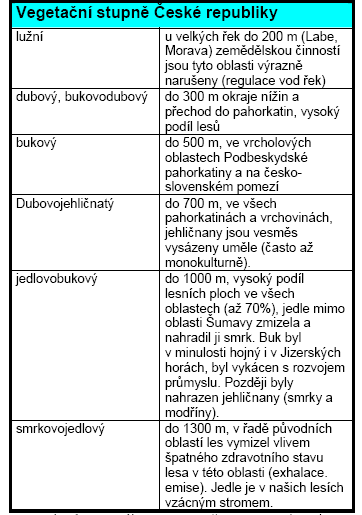 Vegetační stupně České republiky
lužní
u velkých řek do 200 m (Labe,
Morava) zemědělskou činností
jsou tyto oblasti výrazně
narušeny (regulace vod řek)
dubový, bukovodubový
do 300 m okraje nížin a
přechod do pahorkatin, vysoký
podíl lesů
bukový
do 500 m, ve vrcholových
oblastech Podbeskydské
pahorkatiny a na česko-
slovenském pomezí
Dubovojehličnatý
do 700 m, ve všech
pahorkatinách a vrchovinách,
jehličnany jsou vesměs
vysázeny uměle (často až
monokulturně).
jedlovobukový
do 1000 m, vysoký podíl
lesních ploch ve všech
oblastech (až 70%), jedle mimo
oblasti Šumavy zmizela a
nahradil ji smrk. Buk byl
v minulosti hojný i v Jizerských
horách, byl vykácen s rozvojem
průmyslu. Později byly
nahrazen jehličnany (smrky a
modříny).
smrkovojedlový
do 1300 m, v řadě původních
oblastí les vymizel vlivem
špatného zdravotního stavu
lesa v této oblasti (exhalace.
emise). Jedle je v našich lesích
vzácným stromem.